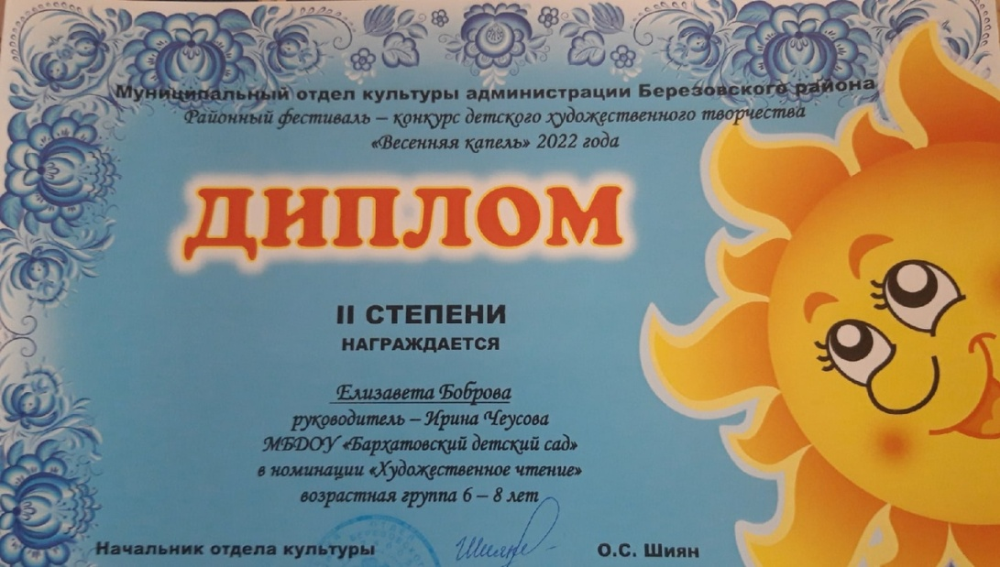 Муниципальный отдел культуры администрации Березовского района
Районный фестиваль – конкурс детского художественного творчества
«Весенняя капель» 2022 года
ДИПЛОМ
II СТЕПЕНИ
НАГРАЖДАЕТСЯ
Елизавета Боброва
руководитель – Ирина Чеусова
МБДОУ «Бархатовский детский сад»
в номинации «Художественное чтение»
возрастная группа 6 – 8 лет
Начальник отдела культуры О.С. Шиян